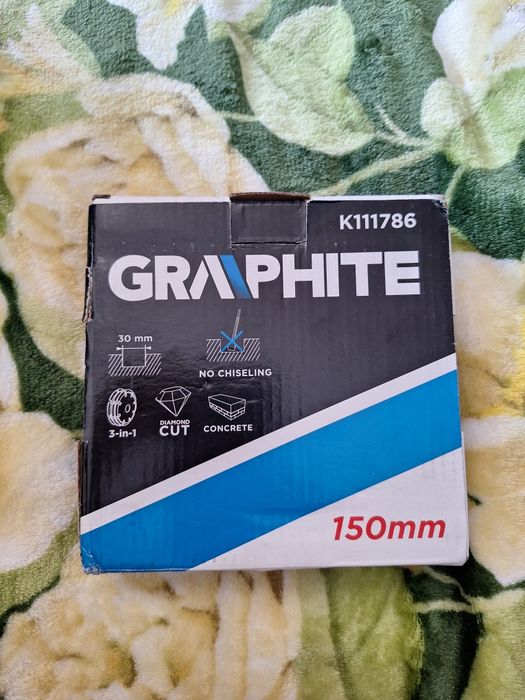 K111786
GRAPHITE
30 mm
NO CHISELING
3-in-1
DIAMOND
CUT
CONCRETE
150mm